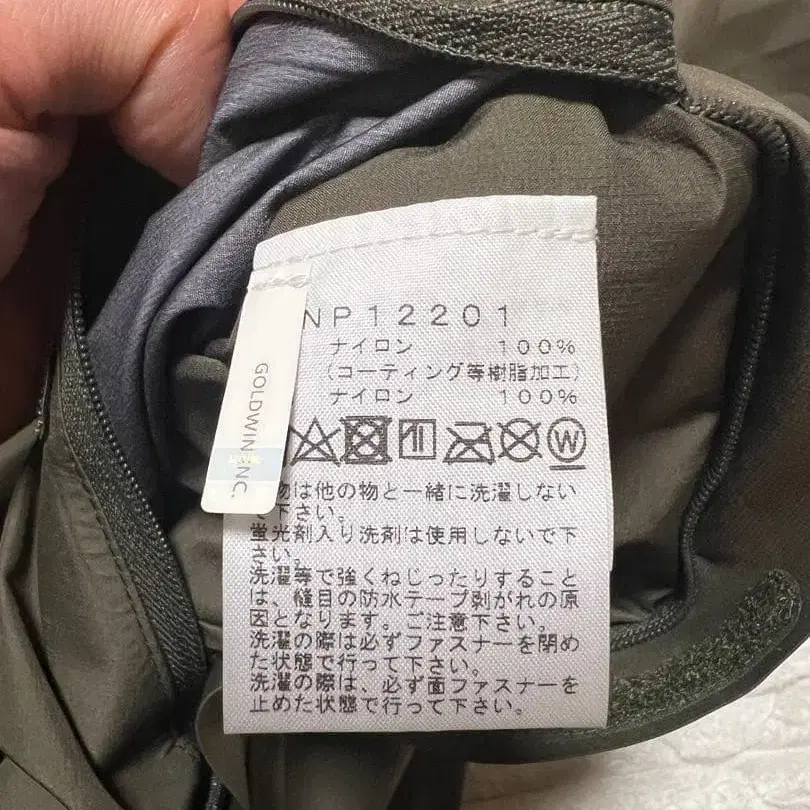 NP12201
ナイロン 100%
(コーティング等樹脂加工)
ナイロン 100%
W
GOLDWIN INC.
物は他の物と一緒に洗濯しない
下さい。
蛍光剤入り洗剤は使用しないで下
さい。
洗濯等で強くねじったりすること
は、縫目の防水テープ剥がれの原
因となります。ご注意下さい。
洗濯の際は必ずファスナーを閉め
た状態で行って下さい。
洗濯の際は、必ず面ファスナーを
止めた状態で行って下さい。